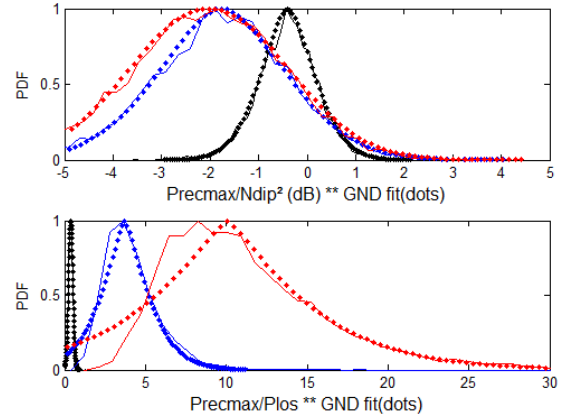 1
0.5
0
PDF
-5 -4 -3 -2 -1 0 1 2 3 4 5
Precmax/Ndip² (dB) ** GND fit(dots)
1
0.5
0
PDF
0 5 10 15 20 25 30
Precmax/Plos ** GND fit(dots)